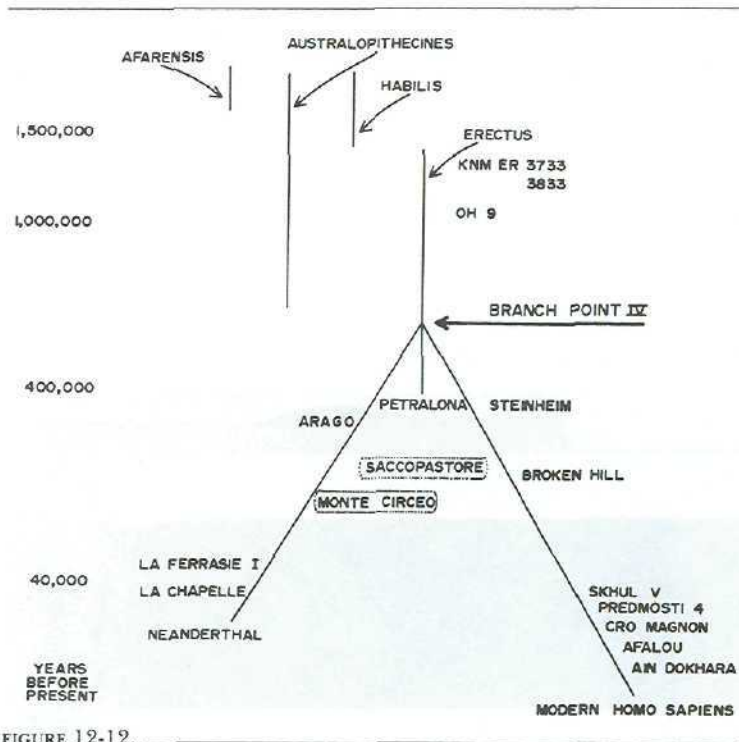 AUSTRALOPITHECINES
AFARENSIS
HABILIS
1,500,000
ERECTUS
KNM ER 3733
3833
1,000,000
OH 9
BRANCH POINT IV
400,000
PETRALONA
STEINHEIM
ARAGO
SACCOPASTORE
BROKEN HILL
MONTE CIRCEO
LA FERRASIE I
40,000
LA CHAPELLE
SKHUL V
PREDMOSTI 4
NEANDERTHAL
CRO MAGNON
AFALOU
AIN DOKHARA
YEARS
BEFORE
PRESENT
MODERN HOMO SAPIENS
FIGURE 12-12